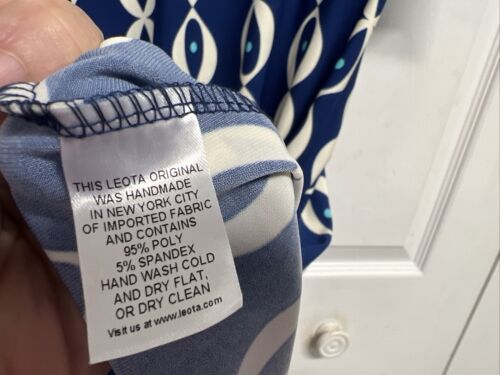 THIS LEOTA ORIGINAL
WAS HANDMADE
IN NEW YORK CITY
OF IMPORTED FABRIC
AND CONTAINS
95% POLY
5% SPANDEX
HAND WASH COLD
AND DRY FLAT,
OR DRY CLEAN
Visit us at www.leota.com